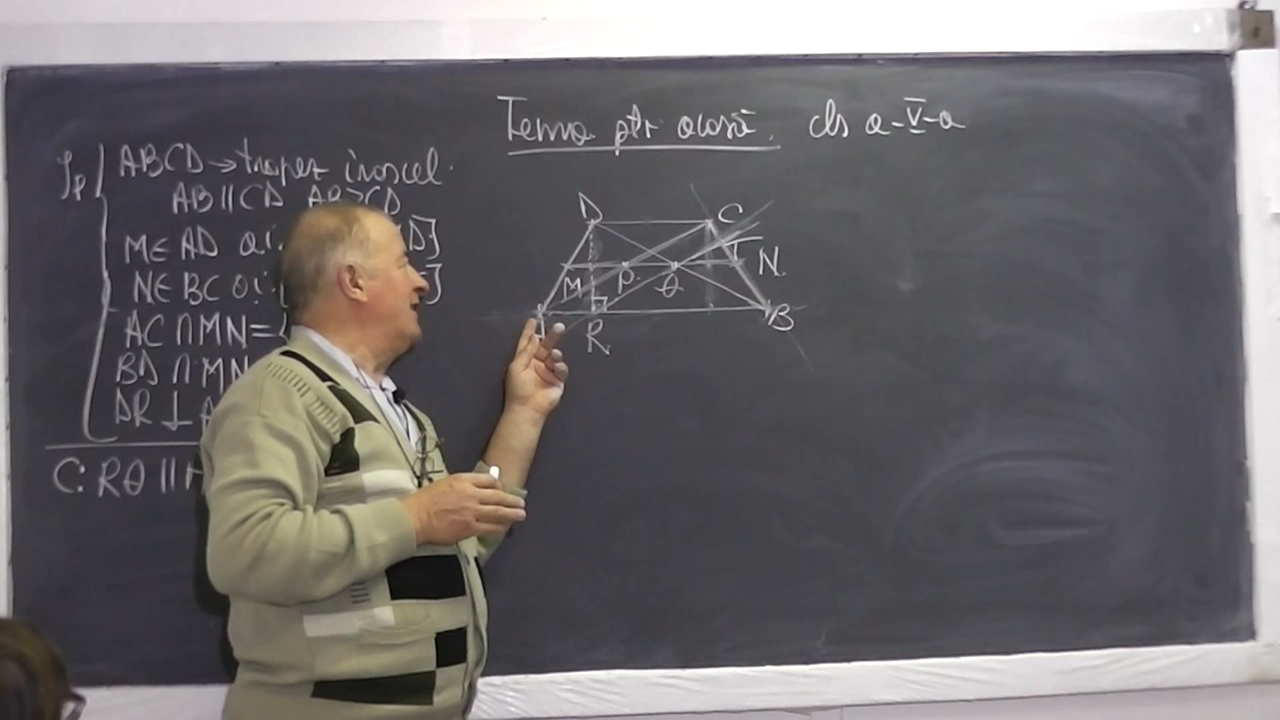 Tema ptr acasă. cls a-V-a
Ip ABCD → trapez isoscel.
AB ∥ CD AB > CD
M ∈ AD a.î. D]
N ∈ BC a.î. [ ]
AC ∩ MN = {
BD ∩ MN
DR ⊥ A
C: RQ ∥
D C
M P Q T N
A R B